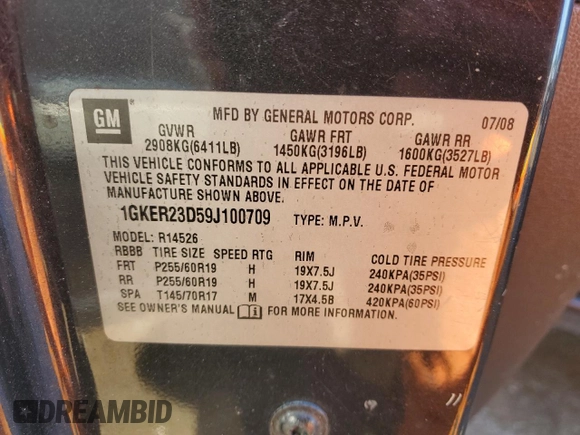 GM
MFD BY GENERAL MOTORS CORP. 07/08
GVWR GAWR FRT GAWR RR
2908KG(6411LB) 1450KG(3196LB) 1600KG(3527LB)
THIS VEHICLE CONFORMS TO ALL APPLICABLE U.S. FEDERAL MOTOR
VEHICLE SAFETY STANDARDS IN EFFECT ON THE DATE OF
MANUFACTURE SHOWN ABOVE.
1GKER23D59J100709 TYPE: M.P.V.
MODEL: R14526
RBBB TIRE SIZE SPEED RTG RIM COLD TIRE PRESSURE
FRT P255/60R19 H 19X7.5J 240KPA(35PSI)
RR P255/60R19 H 19X7.5J 240KPA(35PSI)
SPA T145/70R17 M 17X4.5B 420KPA(60PSI)
SEE OWNER'S MANUAL FOR MORE INFORMATION.
DREAMBID